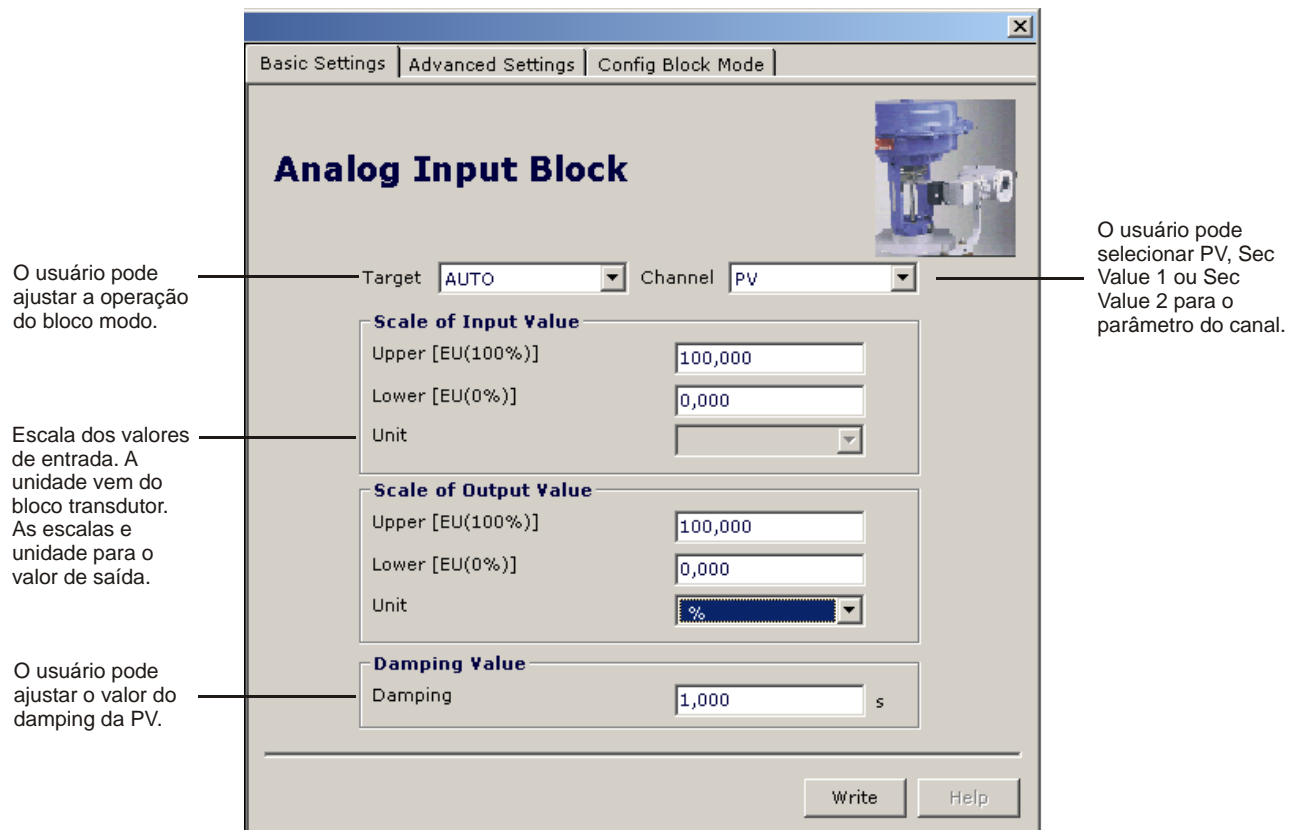 Basic Settings
Advanced Settings
Config Block Mode
Analog Input Block
O usuário pode
ajustar a operação
do bloco modo.
Target
AUTO
Channel
PV
O usuário pode
selecionar PV, Sec
Value 1 ou Sec
Value 2 para o
parâmetro do canal.
Scale of Input Value
Upper [EU(100%)]
100,000
Lower [EU(0%)]
0,000
Unit
Escala dos valores
de entrada. A
unidade vem do
bloco transdutor.
As escalas e
unidade para o
valor de saída.
Scale of Output Value
Upper [EU(100%)]
100,000
Lower [EU(0%)]
0,000
Unit
%
O usuário pode
ajustar o valor do
damping da PV.
Damping Value
Damping
1,000
s
Write
Help